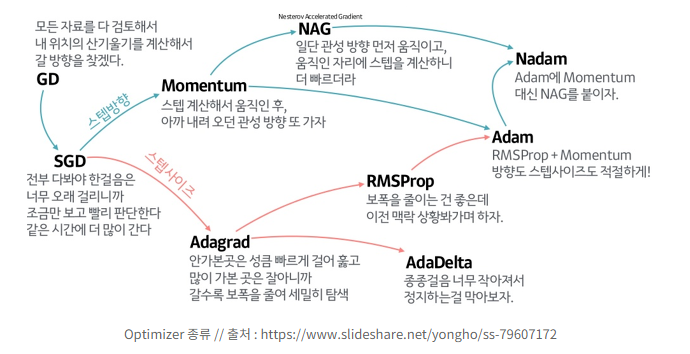 모든 자료를 다 검토해서
내 위치의 산기울기를 계산해서
갈 방향을 찾겠다.
GD
스텝방향
SGD
전부 다봐야 한걸음은
너무 오래 걸리니까
조금만 보고 빨리 판단한다
같은 시간에 더 많이 간다
Momentum
스텝 계산해서 움직인 후,
아까 내려 오던 관성 방향 또 가자
Nesterov Accelerated Gradient
NAG
일단 관성 방향 먼저 움직이고,
움직인 자리에 스텝을 계산하니
더 빠르더라
Nadam
Adam에 Momentum
대신 NAG를 붙이자.
Adam
RMSProp + Momentum
방향도 스텝사이즈도 적절하게!
스텝사이즈
RMSProp
보폭을 줄이는 건 좋은데
이전 맥락 상황봐가며 하자.
Adagrad
안가본곳은 성큼 빠르게 걸어 훑고
많이 가본 곳은 잘아니까
갈수록 보폭을 줄여 세밀히 탐색
AdaDelta
종종걸음 너무 작아져서
정지하는걸 막아보자.
Optimizer 종류 // 출처 : https://www.slideshare.net/yongho/ss-79607172